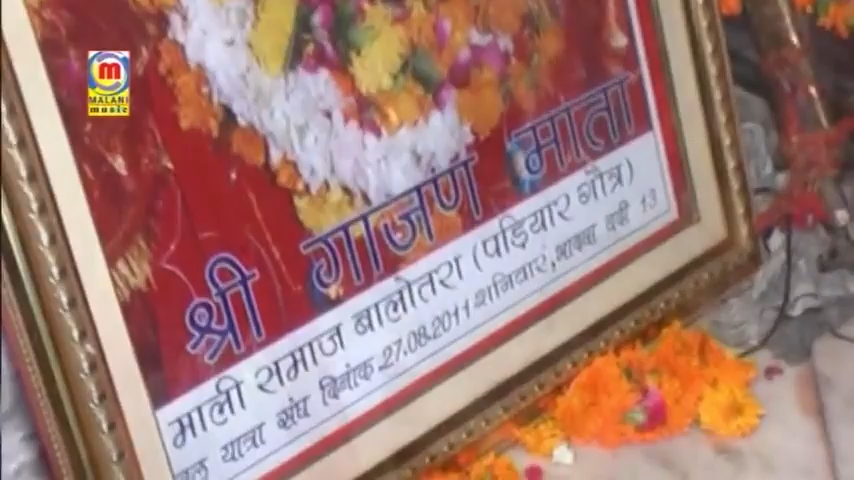 MALANI
music
श्री गाजण माता
माली समाज बालोतरा (पडियार गौत्र)
यात्रा संघ दिनांक 27.08.2011 शनिवार, भादवा वदी 13